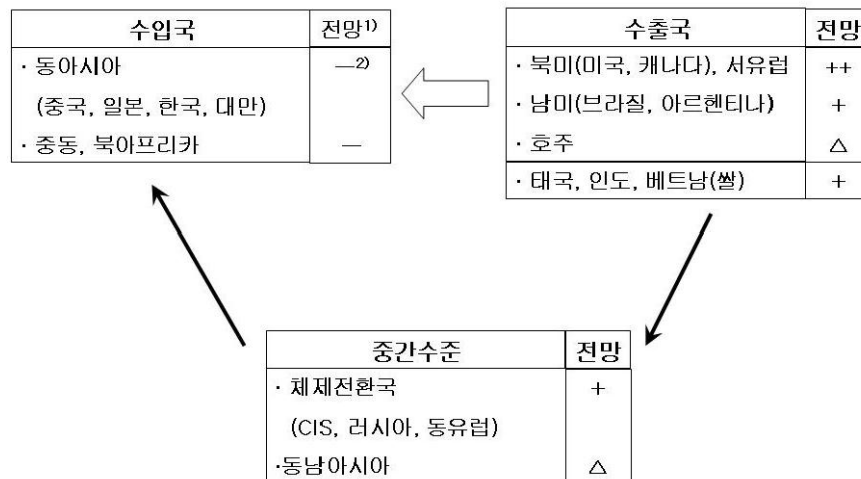 수입국 전망1)
· 동아시아 —2)
(중국, 일본, 한국, 대만)
· 중동, 북아프리카 —
수출국 전망
· 북미(미국, 캐나다), 서유럽 ++
· 남미(브라질, 아르헨티나) +
· 호주 △
· 태국, 인도, 베트남(쌀) +
중간수준 전망
· 체제전환국 +
(CIS, 러시아, 동유럽)
·동남아시아 △